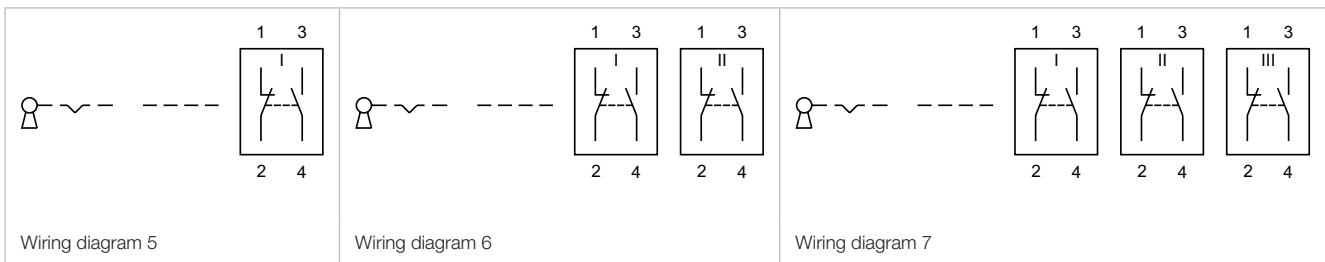 1 3
I
2 4
Wiring diagram 5
1 3 1 3
I II
2 4 2 4
Wiring diagram 6
1 3 1 3 1 3
I II III
2 4 2 4 2 4
Wiring diagram 7